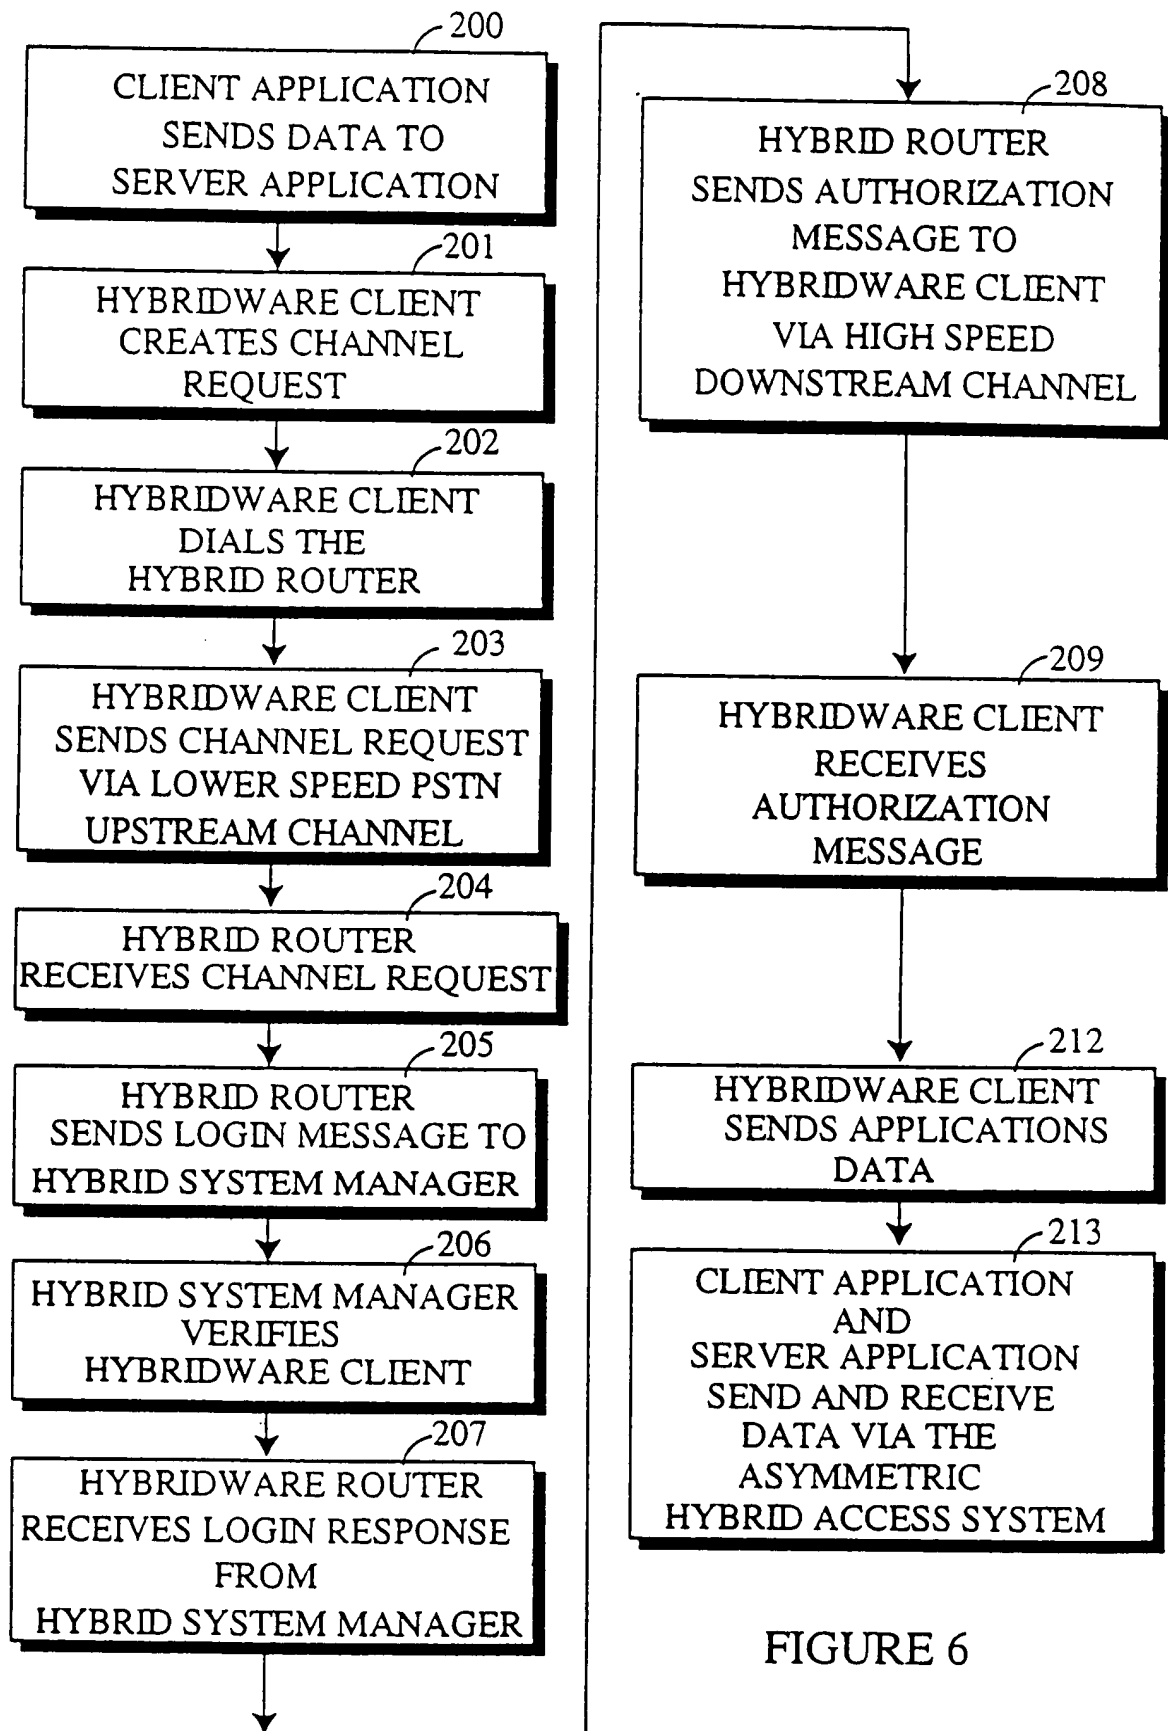 200
CLIENT APPLICATION
SENDS DATA TO
SERVER APPLICATION
201
HYBRIDWARE CLIENT
CREATES CHANNEL
REQUEST
202
HYBRIDWARE CLIENT
DIALS THE
HYBRID ROUTER
203
HYBRIDWARE CLIENT
SENDS CHANNEL REQUEST
VIA LOWER SPEED PSTN
UPSTREAM CHANNEL
204
HYBRID ROUTER
RECEIVES CHANNEL REQUEST
205
HYBRID ROUTER
SENDS LOGIN MESSAGE TO
HYBRID SYSTEM MANAGER
206
HYBRID SYSTEM MANAGER
VERIFIES
HYBRIDWARE CLIENT
207
HYBRIDWARE ROUTER
RECEIVES LOGIN RESPONSE
FROM
HYBRID SYSTEM MANAGER
208
HYBRID ROUTER
SENDS AUTHORIZATION
MESSAGE TO
HYBRIDWARE CLIENT
VIA HIGH SPEED
DOWNSTREAM CHANNEL
209
HYBRIDWARE CLIENT
RECEIVES
AUTHORIZATION
MESSAGE
212
HYBRIDWARE CLIENT
SENDS APPLICATIONS
DATA
213
CLIENT APPLICATION
AND
SERVER APPLICATION
SEND AND RECEIVE
DATA VIA THE
ASYMMETRIC
HYBRID ACCESS SYSTEM
FIGURE 6